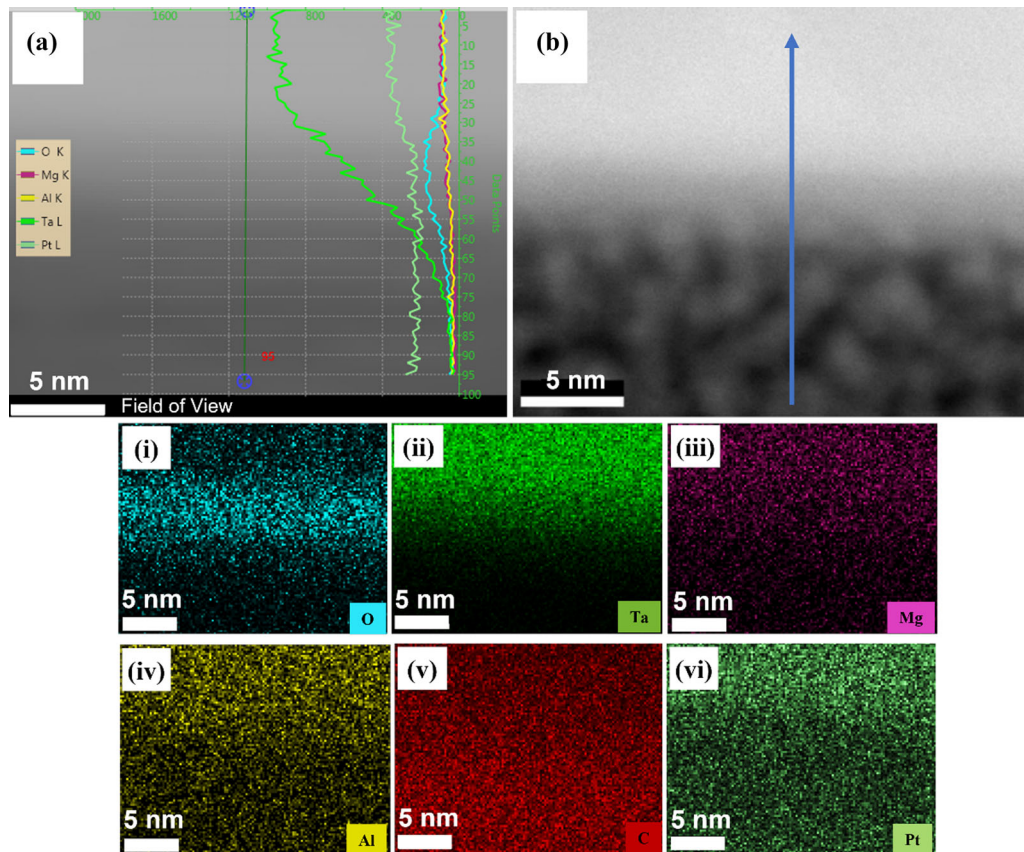 (a)
2000 1600 1200 800 400 0
5
10
15
20
25
30
35
40
45
50
55
60
65
70
75
80
85
90
95
100
Points
O K
Mg K
Al K
Ta L
Pt L
95
5 nm
Field of View
(b)
5 nm
(i)
5 nm
O
(ii)
5 nm
Ta
(iii)
5 nm
Mg
(iv)
5 nm
Al
(v)
5 nm
C
(vi)
5 nm
Pt